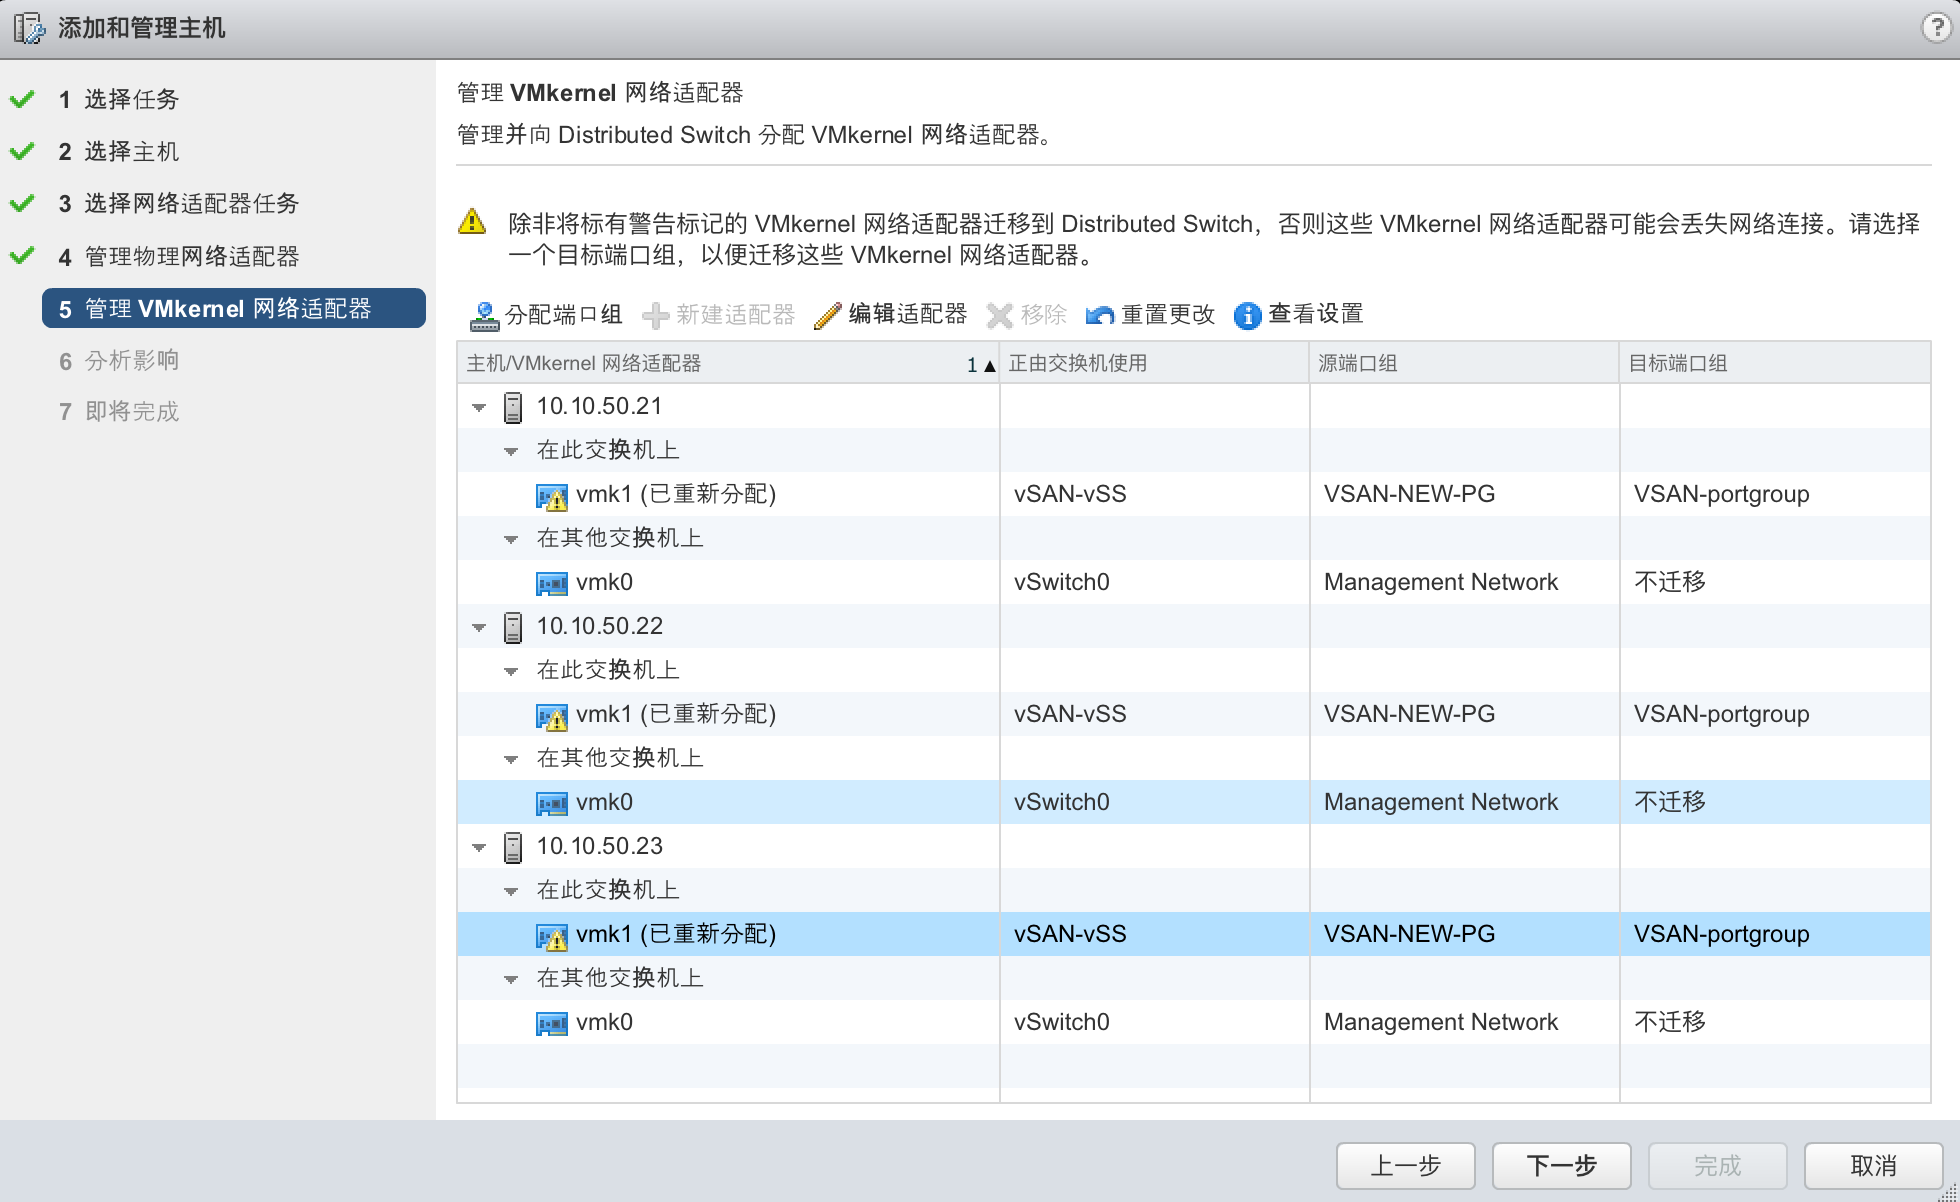 添加和管理主机
?
1 选择任务
2 选择主机
3 选择网络适配器任务
4 管理物理网络适配器
5 管理 VMkernel 网络适配器
6 分析影响
7 即将完成
管理 VMkernel 网络适配器
管理并向 Distributed Switch 分配 VMkernel 网络适配器。
除非将标有警告标记的 VMkernel 网络适配器迁移到 Distributed Switch，否则这些 VMkernel 网络适配器可能会丢失网络连接。请选择
一个目标端口组，以便迁移这些 VMkernel 网络适配器。
分配端口组 新建适配器 编辑适配器 移除 重置更改 查看设置
主机/VMkernel 网络适配器 1 ▲ 正由交换机使用 源端口组 目标端口组
10.10.50.21
在此交换机上
vmk1 (已重新分配) vSAN-vSS VSAN-NEW-PG VSAN-portgroup
在其他交换机上
vmk0 vSwitch0 Management Network 不迁移
10.10.50.22
在此交换机上
vmk1 (已重新分配) vSAN-vSS VSAN-NEW-PG VSAN-portgroup
在其他交换机上
vmk0 vSwitch0 Management Network 不迁移
10.10.50.23
在此交换机上
vmk1 (已重新分配) vSAN-vSS VSAN-NEW-PG VSAN-portgroup
在其他交换机上
vmk0 vSwitch0 Management Network 不迁移
上一步 下一步 完成 取消